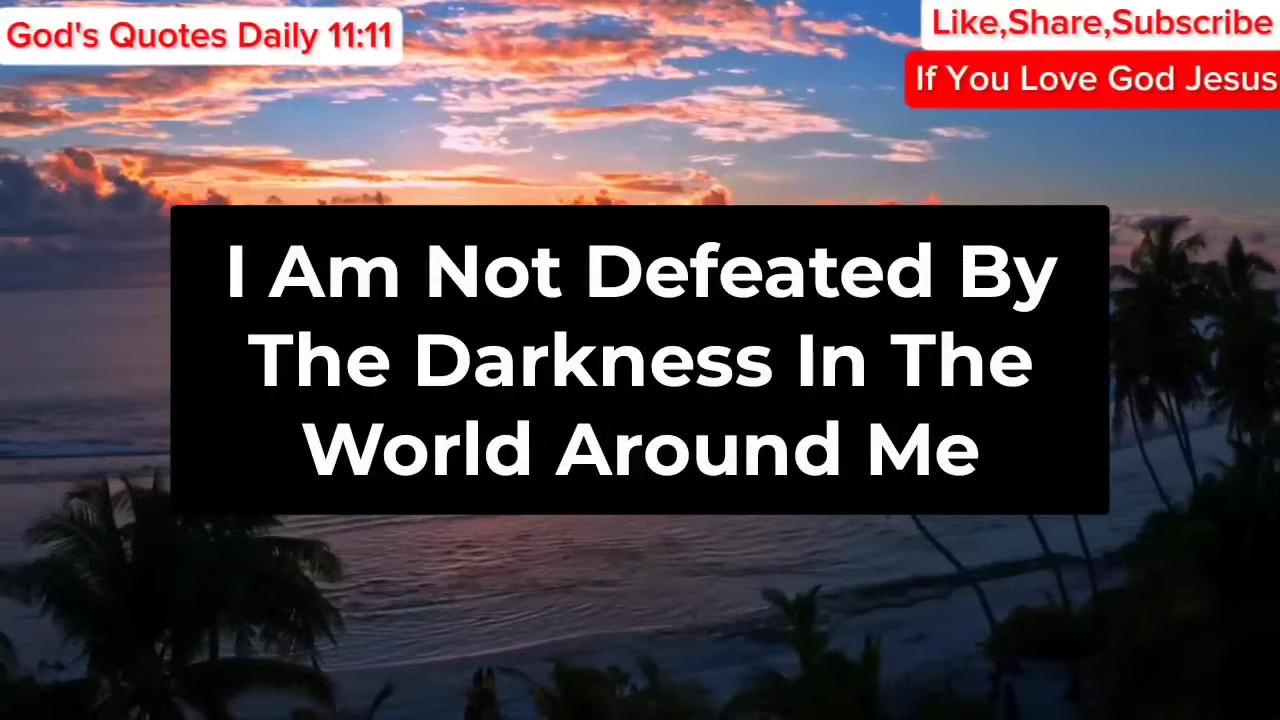 God's Quotes Daily 11:11
Like,Share,Subscribe
If You Love God Jesus
I Am Not Defeated By
The Darkness In The
World Around Me